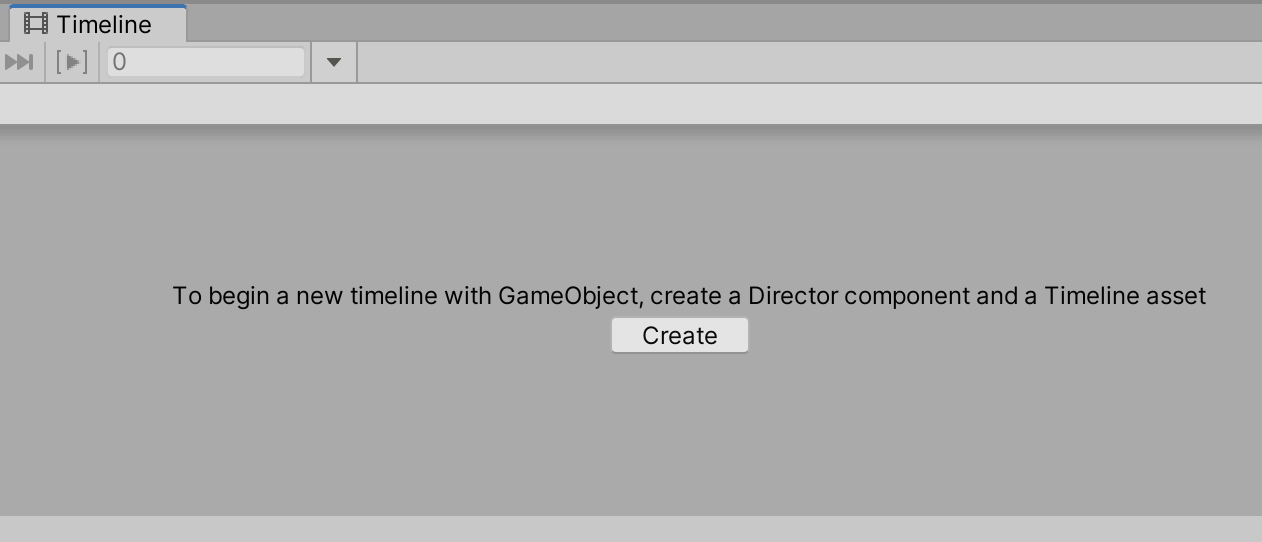 Timeline
0
To begin a new timeline with GameObject, create a Director component and a Timeline asset
Create